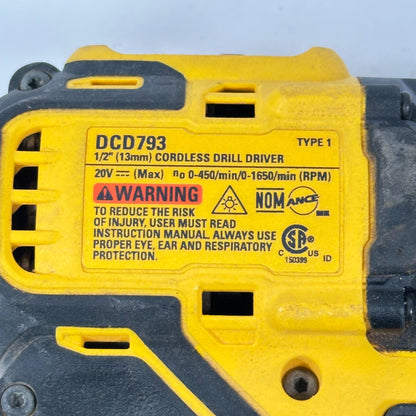 DCD793 TYPE 1
1/2" (13mm) CORDLESS DRILL DRIVER
20V ⎓ (Max) n₀ 0-450/min/0-1650/min (RPM)
⚠WARNING
TO REDUCE THE RISK
OF INJURY, USER MUST READ
INSTRUCTION MANUAL. ALWAYS USE
PROPER EYE, EAR AND RESPIRATORY
PROTECTION.
NOM ANCE
SA
C US
150399 ID